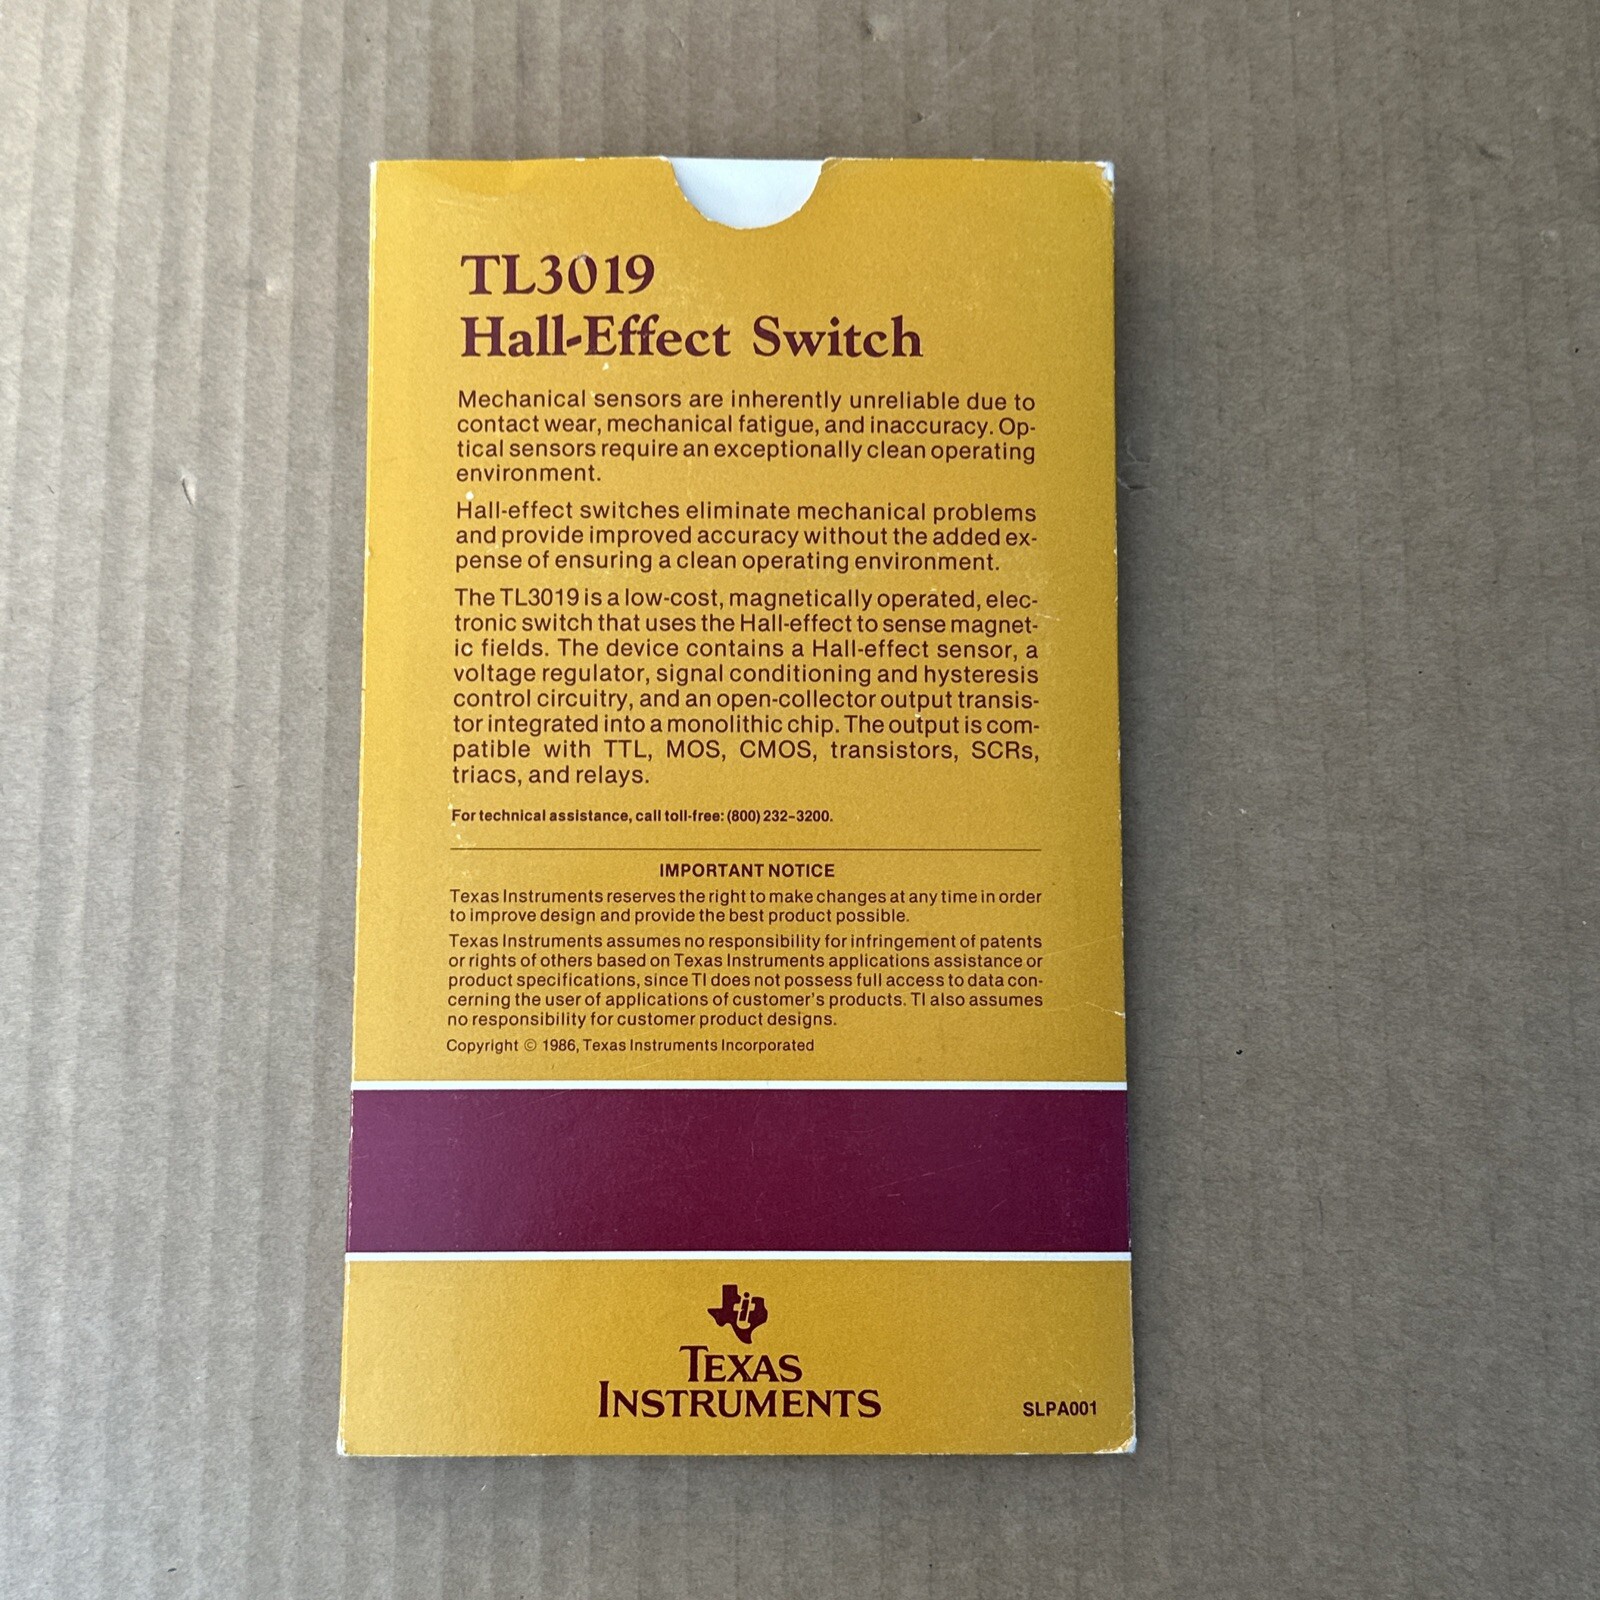 TL3019
Hall-Effect Switch
Mechanical sensors are inherently unreliable due to
contact wear, mechanical fatigue, and inaccuracy. Op-
tical sensors require an exceptionally clean operating
environment.
Hall-effect switches eliminate mechanical problems
and provide improved accuracy without the added ex-
pense of ensuring a clean operating environment.
The TL3019 is a low-cost, magnetically operated, elec-
tronic switch that uses the Hall-effect to sense magnet-
ic fields. The device contains a Hall-effect sensor, a
voltage regulator, signal conditioning and hysteresis
control circuitry, and an open-collector output transis-
tor integrated into a monolithic chip. The output is com-
patible with TTL, MOS, CMOS, transistors, SCRs,
triacs, and relays.
For technical assistance, call toll-free: (800) 232-3200.
IMPORTANT NOTICE
Texas Instruments reserves the right to make changes at any time in order
to improve design and provide the best product possible.
Texas Instruments assumes no responsibility for infringement of patents
or rights of others based on Texas Instruments applications assistance or
product specifications, since TI does not possess full access to data con-
cerning the user of applications of customer's products. TI also assumes
no responsibility for customer product designs.
Copyright © 1986, Texas Instruments Incorporated
TEXAS
INSTRUMENTS
SLPA001